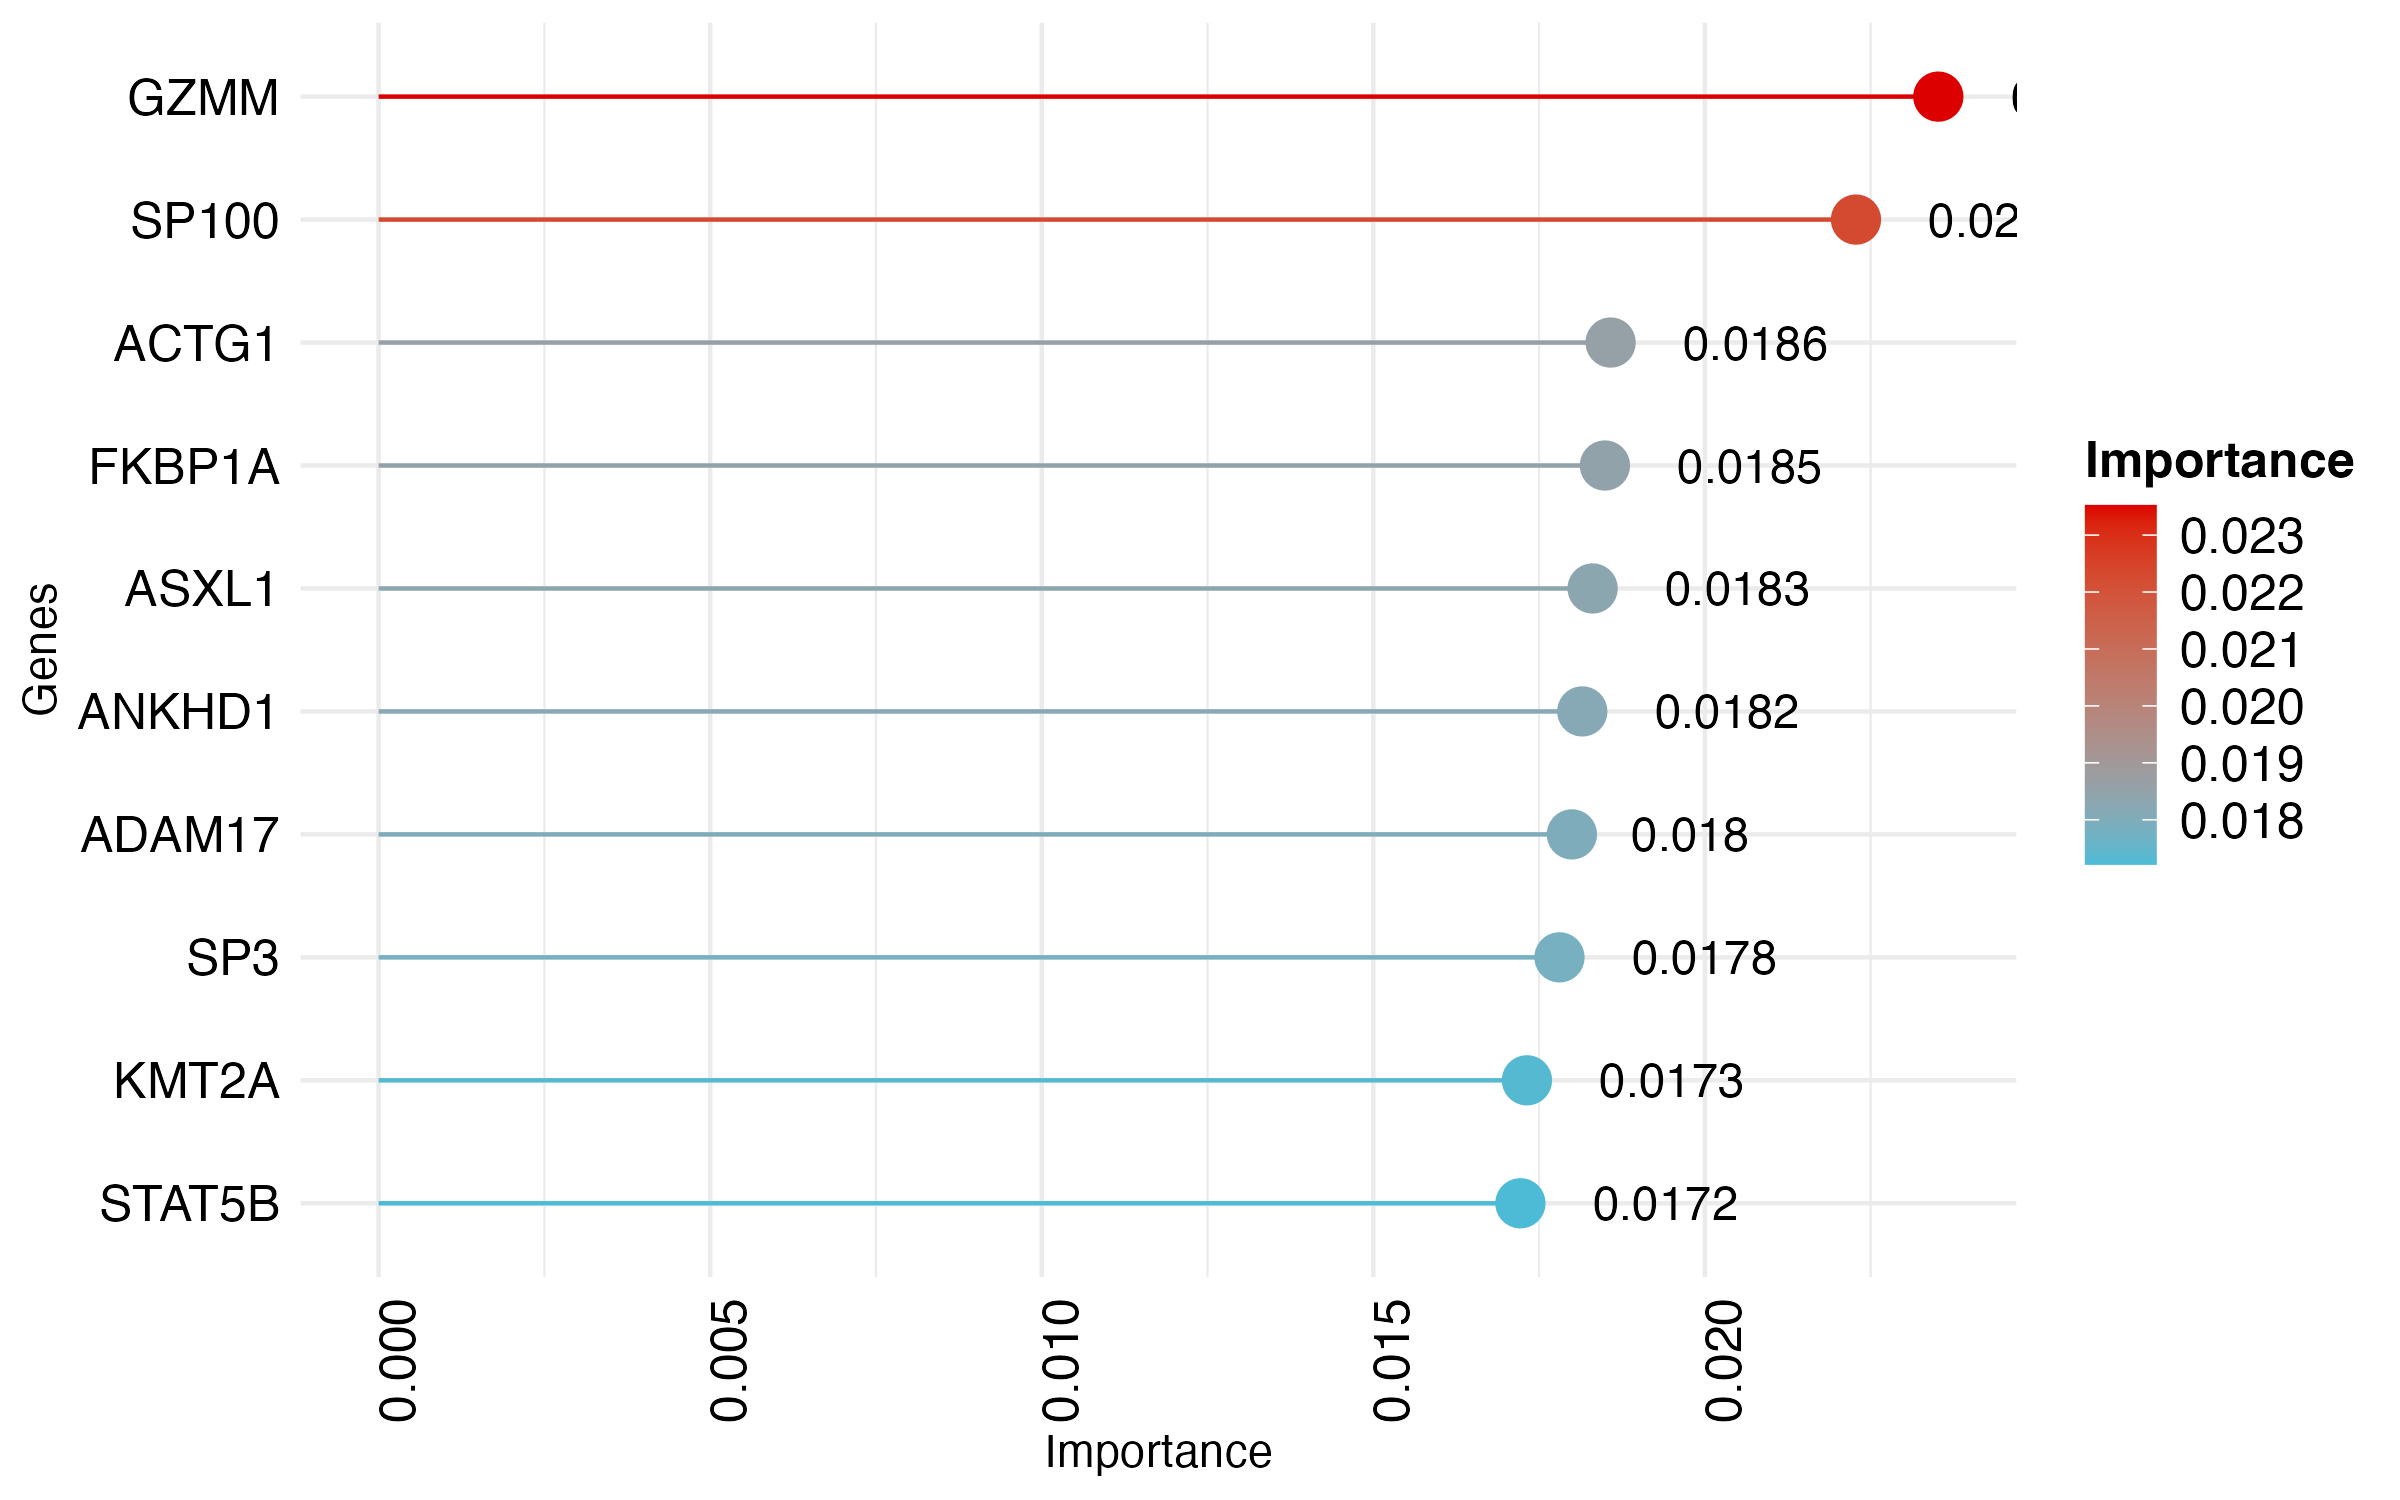 GZMM
SP100 0.02
ACTG1 0.0186
FKBP1A 0.0185
ASXL1 0.0183
ANKHD1 0.0182
ADAM17 0.018
SP3 0.0178
KMT2A 0.0173
STAT5B 0.0172
Genes
0.000 0.005 0.010 0.015 0.020
Importance
Importance
0.023
0.022
0.021
0.020
0.019
0.018